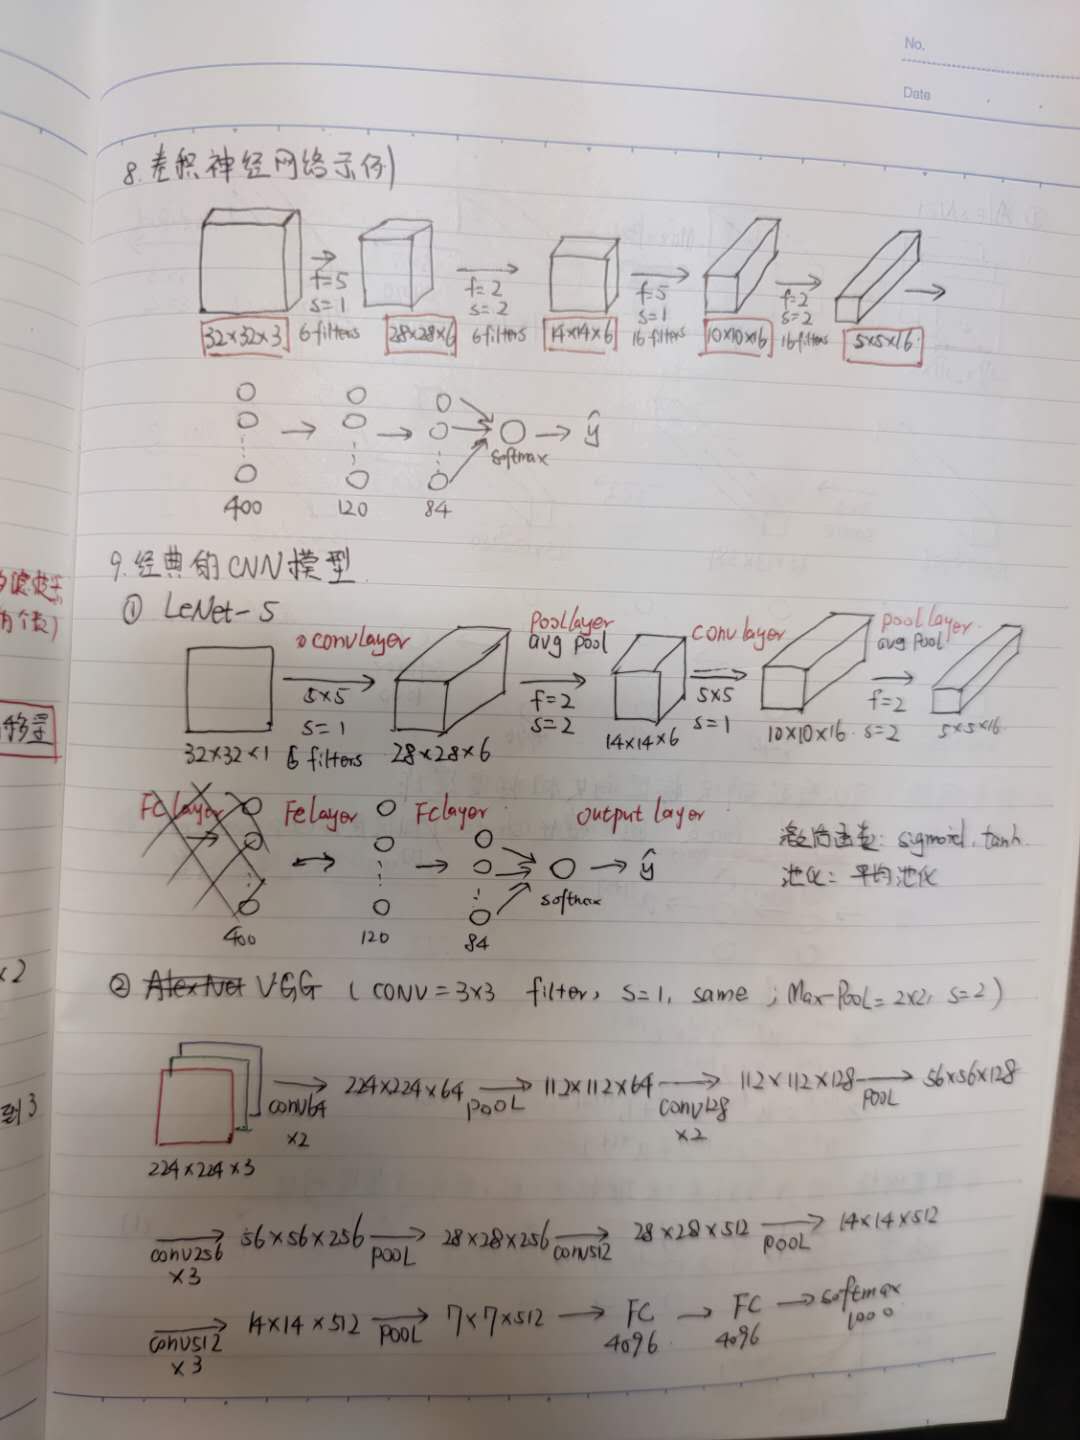 No.
Date
8. 卷积神经网络示例
f=5 f=2 f=5 f=2
s=1 s=2 s=1 s=2
32×32×3 6 filters 28×28×6 6 filters 14×14×6 16 filters 10×10×16 16 filters 5×5×16
softmax ŷ
400 120 84
9. 经典的CNN模型
① LeNet-5
conv layer Pool layer conv layer pool layer
avg pool avg pool
5×5 f=2 5×5 f=2
s=1 s=2 s=1 s=2
32×32×1 6 filters 28×28×6 14×14×6 10×10×16 5×5×16
FC layer Fc layer Fc layer output layer
激活函数: sigmoid, tanh
池化: 平均池化
softmax ŷ
400 120 84
② AlexNet VGG ( CONV = 3×3 filter, s=1, same ; Max-POOL = 2×2, s=2 )
224×224×3 conv64 ×2 224×224×64 POOL 112×112×64 conv128 ×2 112×112×128 POOL 56×56×128
conv256 ×3 56×56×256 POOL 28×28×256 conv512 28×28×512 POOL 14×14×512
conv512 ×3 14×14×512 POOL 7×7×512 FC 4096 FC 4096 softmax 1000
有个数)
×2
到3